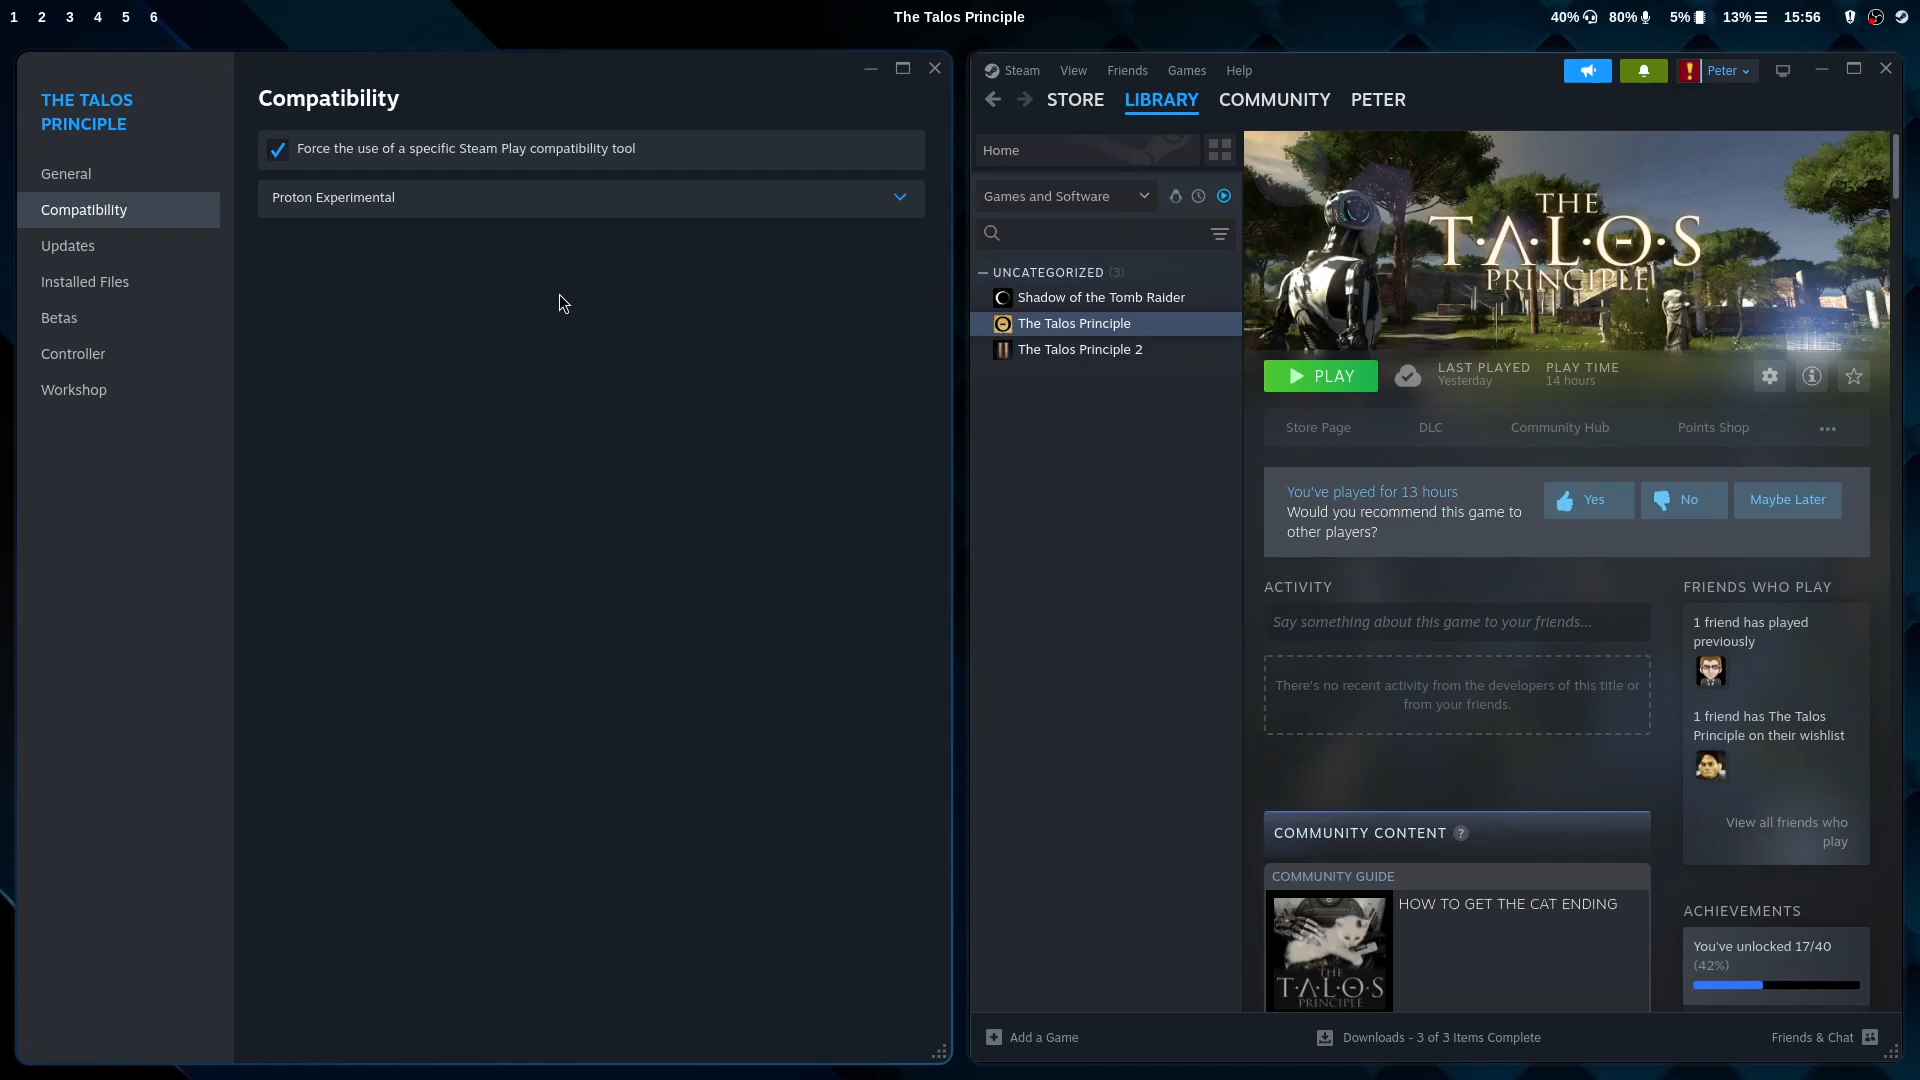 1 2 3 4 5 6
The Talos Principle
40% 80% 5% 13% 15:56
THE TALOS
PRINCIPLE
General
Compatibility
Updates
Installed Files
Betas
Controller
Workshop
Compatibility
Force the use of a specific Steam Play compatibility tool
Proton Experimental
Steam View Friends Games Help
Peter
STORE LIBRARY COMMUNITY PETER
Home
Games and Software
UNCATEGORIZED (3)
Shadow of the Tomb Raider
The Talos Principle
The Talos Principle 2
THE
TALOS
PRINCIPLE
PLAY
LAST PLAYED
Yesterday
PLAY TIME
14 hours
Store Page DLC Community Hub Points Shop
You've played for 13 hours
Would you recommend this game to
other players?
Yes No Maybe Later
ACTIVITY
Say something about this game to your friends...
There's no recent activity from the developers of this title or
from your friends.
COMMUNITY CONTENT ?
COMMUNITY GUIDE
HOW TO GET THE CAT ENDING
THE
TALOS
PRINCIPLE
FRIENDS WHO PLAY
1 friend has played
previously
1 friend has The Talos
Principle on their wishlist
View all friends who
play
ACHIEVEMENTS
You've unlocked 17/40
(42%)
Add a Game
Downloads - 3 of 3 Items Complete
Friends & Chat